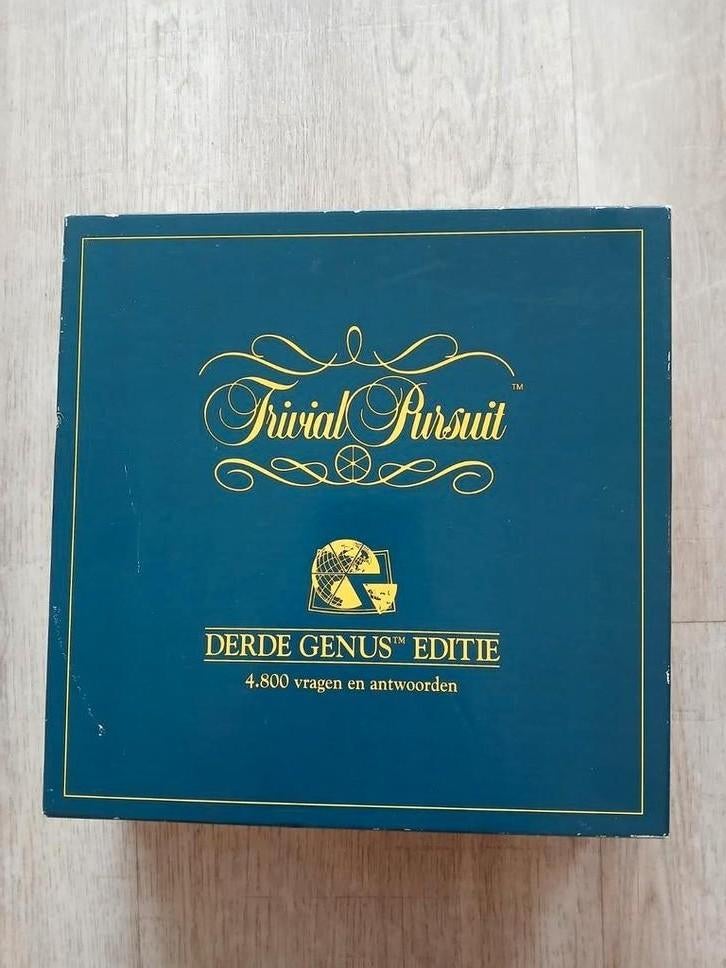 Trivial Pursuit™
DERDE GENUS™ EDITIE
4.800 vragen en antwoorden